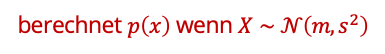 berechnet p(x) wenn X ~ 𝒩(m, s²)